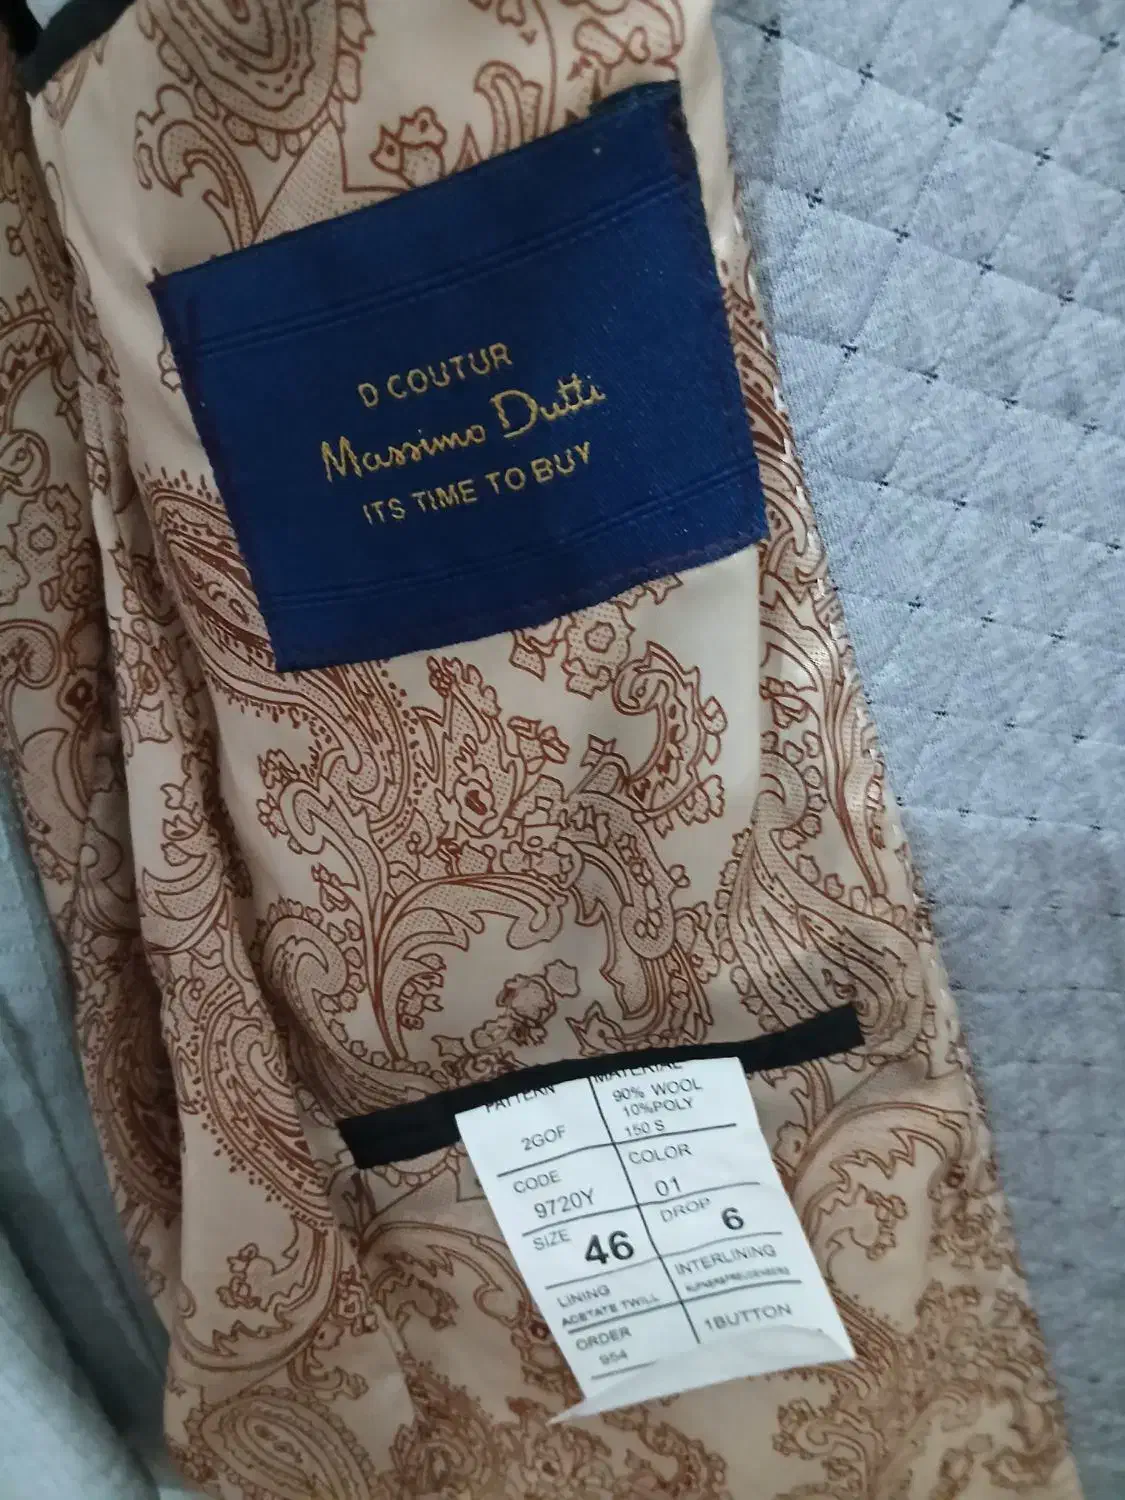 D COUTUR
Massimo Dutti
ITS TIME TO BUY
PATTERN
MATERIAL
2GOF
90% WOOL
10%POLY
150 S
CODE
COLOR
9720Y
01
SIZE 46
DROP 6
LINING
INTERLINING
ACETATE TWILL
ORDER
1BUTTON
954